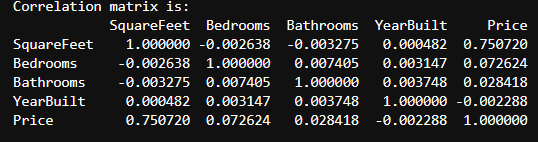 Correlation matrix is:
SquareFeet Bedrooms Bathrooms YearBuilt Price
SquareFeet 1.000000 -0.002638 -0.003275 0.000482 0.750720
Bedrooms -0.002638 1.000000 0.007405 0.003147 0.072624
Bathrooms -0.003275 0.007405 1.000000 0.003748 0.028418
YearBuilt 0.000482 0.003147 0.003748 1.000000 -0.002288
Price 0.750720 0.072624 0.028418 -0.002288 1.000000